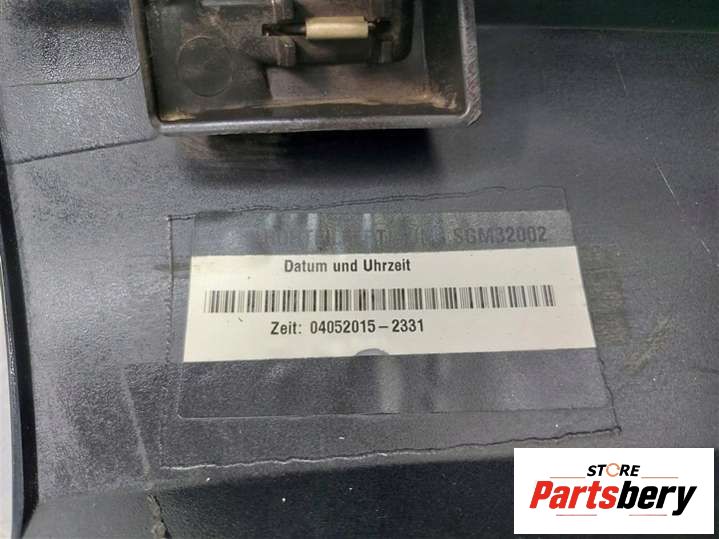 SGM32002
Datum und Uhrzeit
Zeit: 04052015-2331
STORE
Partsbery